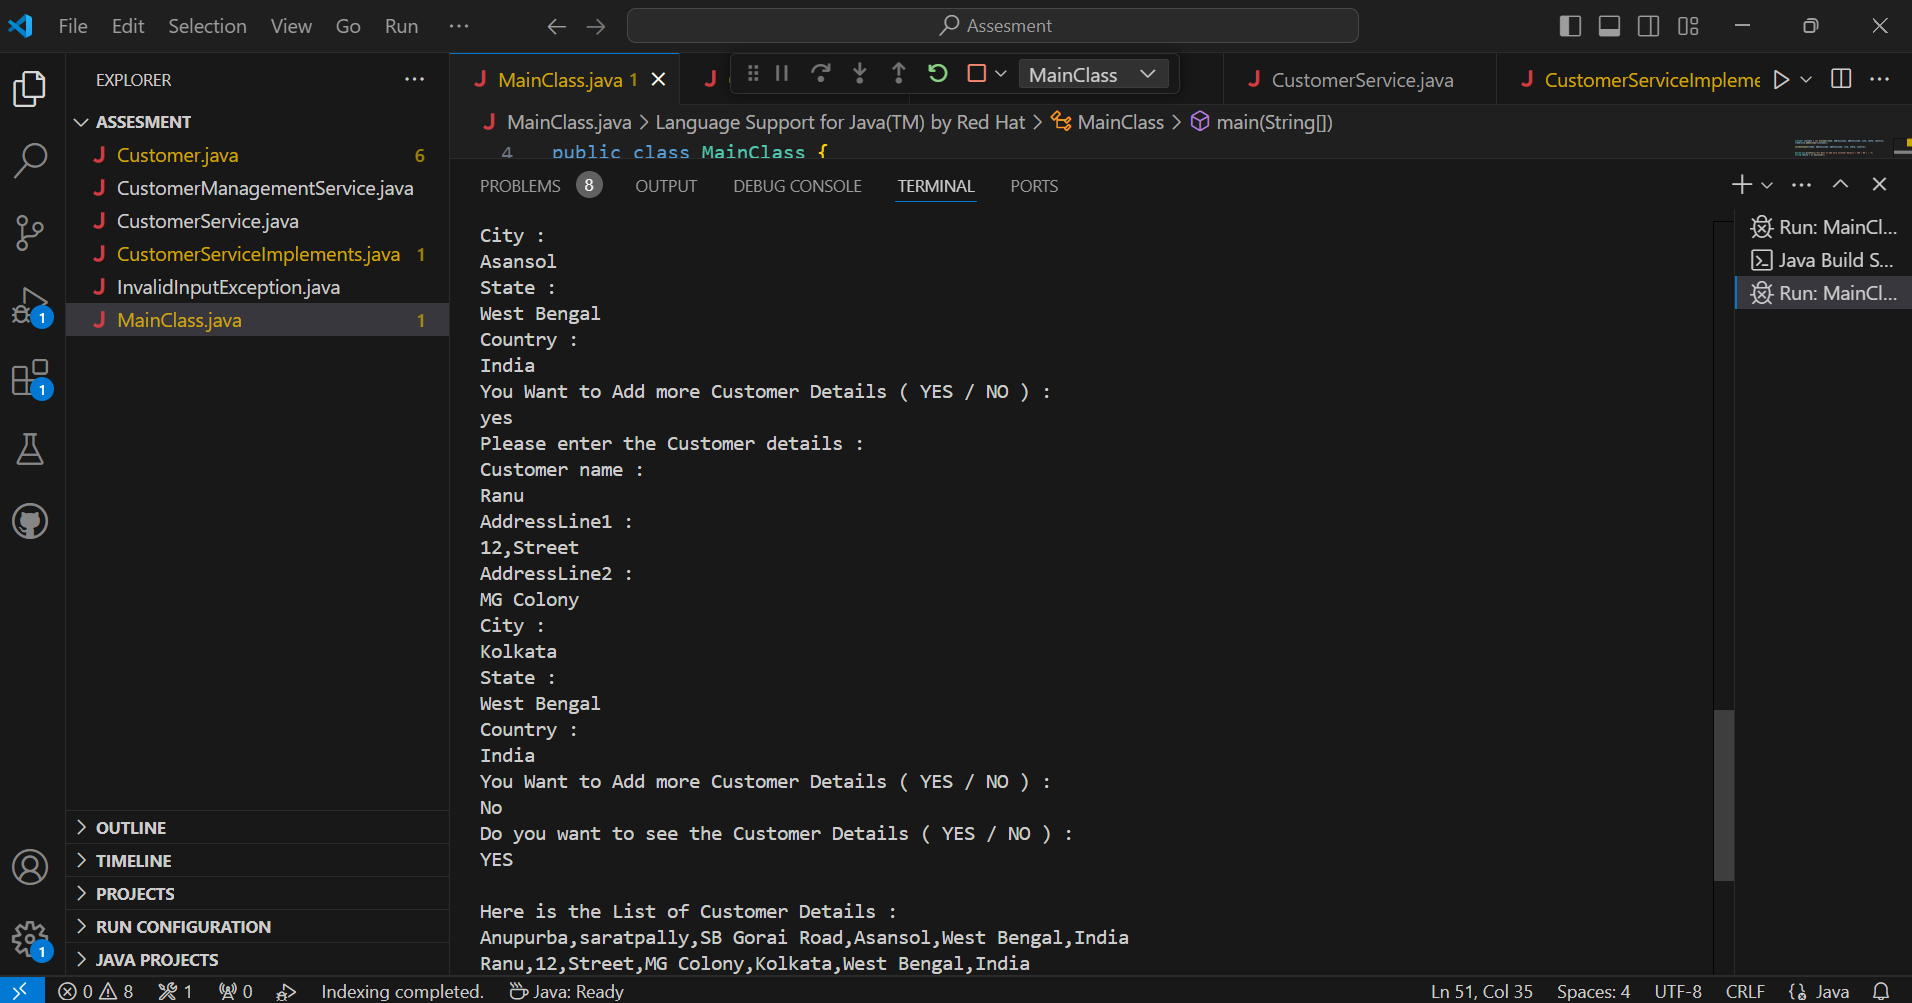 File Edit Selection View Go Run ···
Assesment
EXPLORER ···
ASSESMENT
Customer.java 6
CustomerManagementService.java
CustomerService.java
CustomerServiceImplements.java 1
InvalidInputException.java
MainClass.java 1
OUTLINE
TIMELINE
PROJECTS
RUN CONFIGURATION
JAVA PROJECTS
MainClass.java 1
MainClass
CustomerService.java
CustomerServiceImpleme
MainClass.java > Language Support for Java(TM) by Red Hat > MainClass > main(String[])
4 public class MainClass {
PROBLEMS 8 OUTPUT DEBUG CONSOLE TERMINAL PORTS
City :
Asansol
State :
West Bengal
Country :
India
You Want to Add more Customer Details ( YES / NO ) :
yes
Please enter the Customer details :
Customer name :
Ranu
AddressLine1 :
12,Street
AddressLine2 :
MG Colony
City :
Kolkata
State :
West Bengal
Country :
India
You Want to Add more Customer Details ( YES / NO ) :
No
Do you want to see the Customer Details ( YES / NO ) :
YES
Here is the List of Customer Details :
Anupurba,saratpally,SB Gorai Road,Asansol,West Bengal,India
Ranu,12,Street,MG Colony,Kolkata,West Bengal,India
Run: MainCl...
Java Build S...
Run: MainCl...
1
1
1
0 8 1 0 Indexing completed. Java: Ready
Ln 51, Col 35 Spaces: 4 UTF-8 CRLF Java